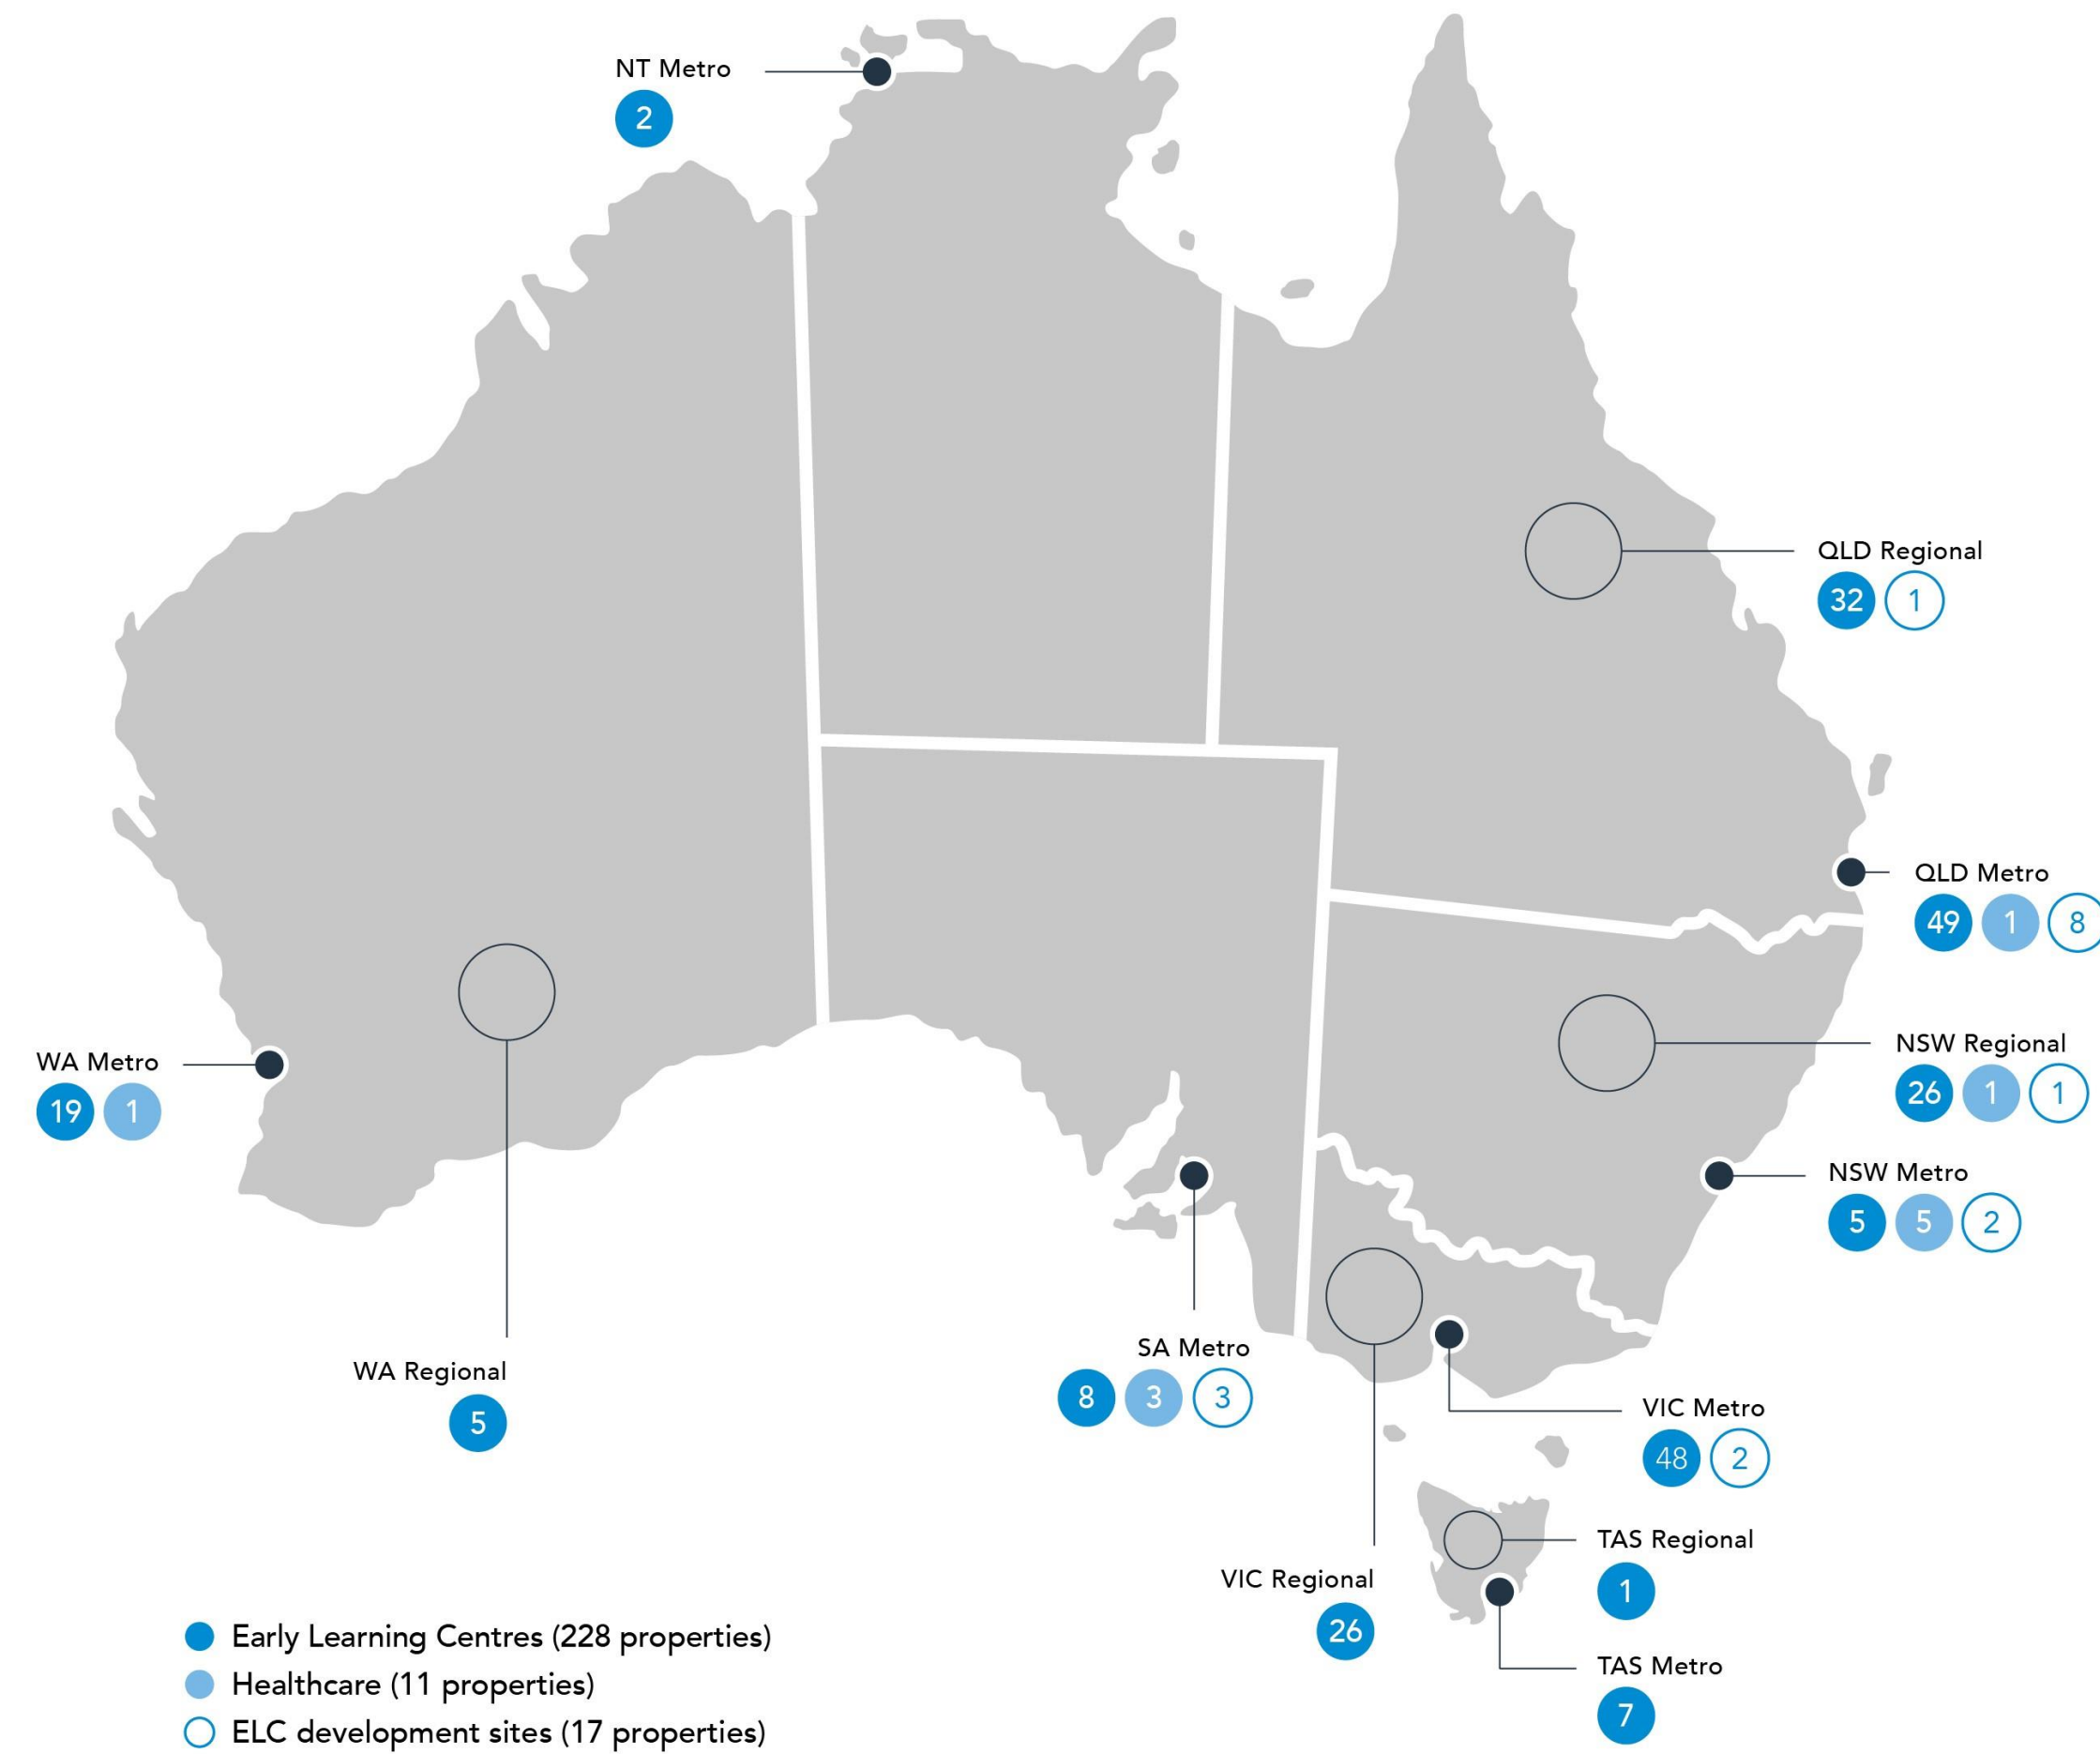 NT Metro
2
QLD Regional
32 1
QLD Metro
49 1 8
NSW Regional
26 1 1
WA Metro
19 1
NSW Metro
5 5 2
SA Metro
8 3 3
WA Regional
5
VIC Metro
48 2
TAS Regional
1
VIC Regional
26
TAS Metro
7
Early Learning Centres (228 properties)
Healthcare (11 properties)
ELC development sites (17 properties)